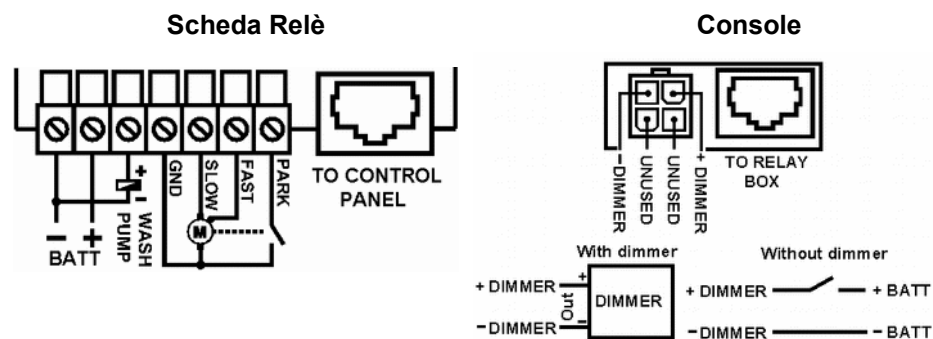 Scheda Relè
Console
GND
SLOW
FAST
PARK
TO CONTROL
PANEL
+
-
WASH
PUMP
- +
BATT
M
-DIMMER
UNUSED
UNUSED
+ DIMMER
TO RELAY
BOX
With dimmer
Without dimmer
+ DIMMER
+
Out
DIMMER
-DIMMER
-
+ DIMMER
+ BATT
-DIMMER
- BATT